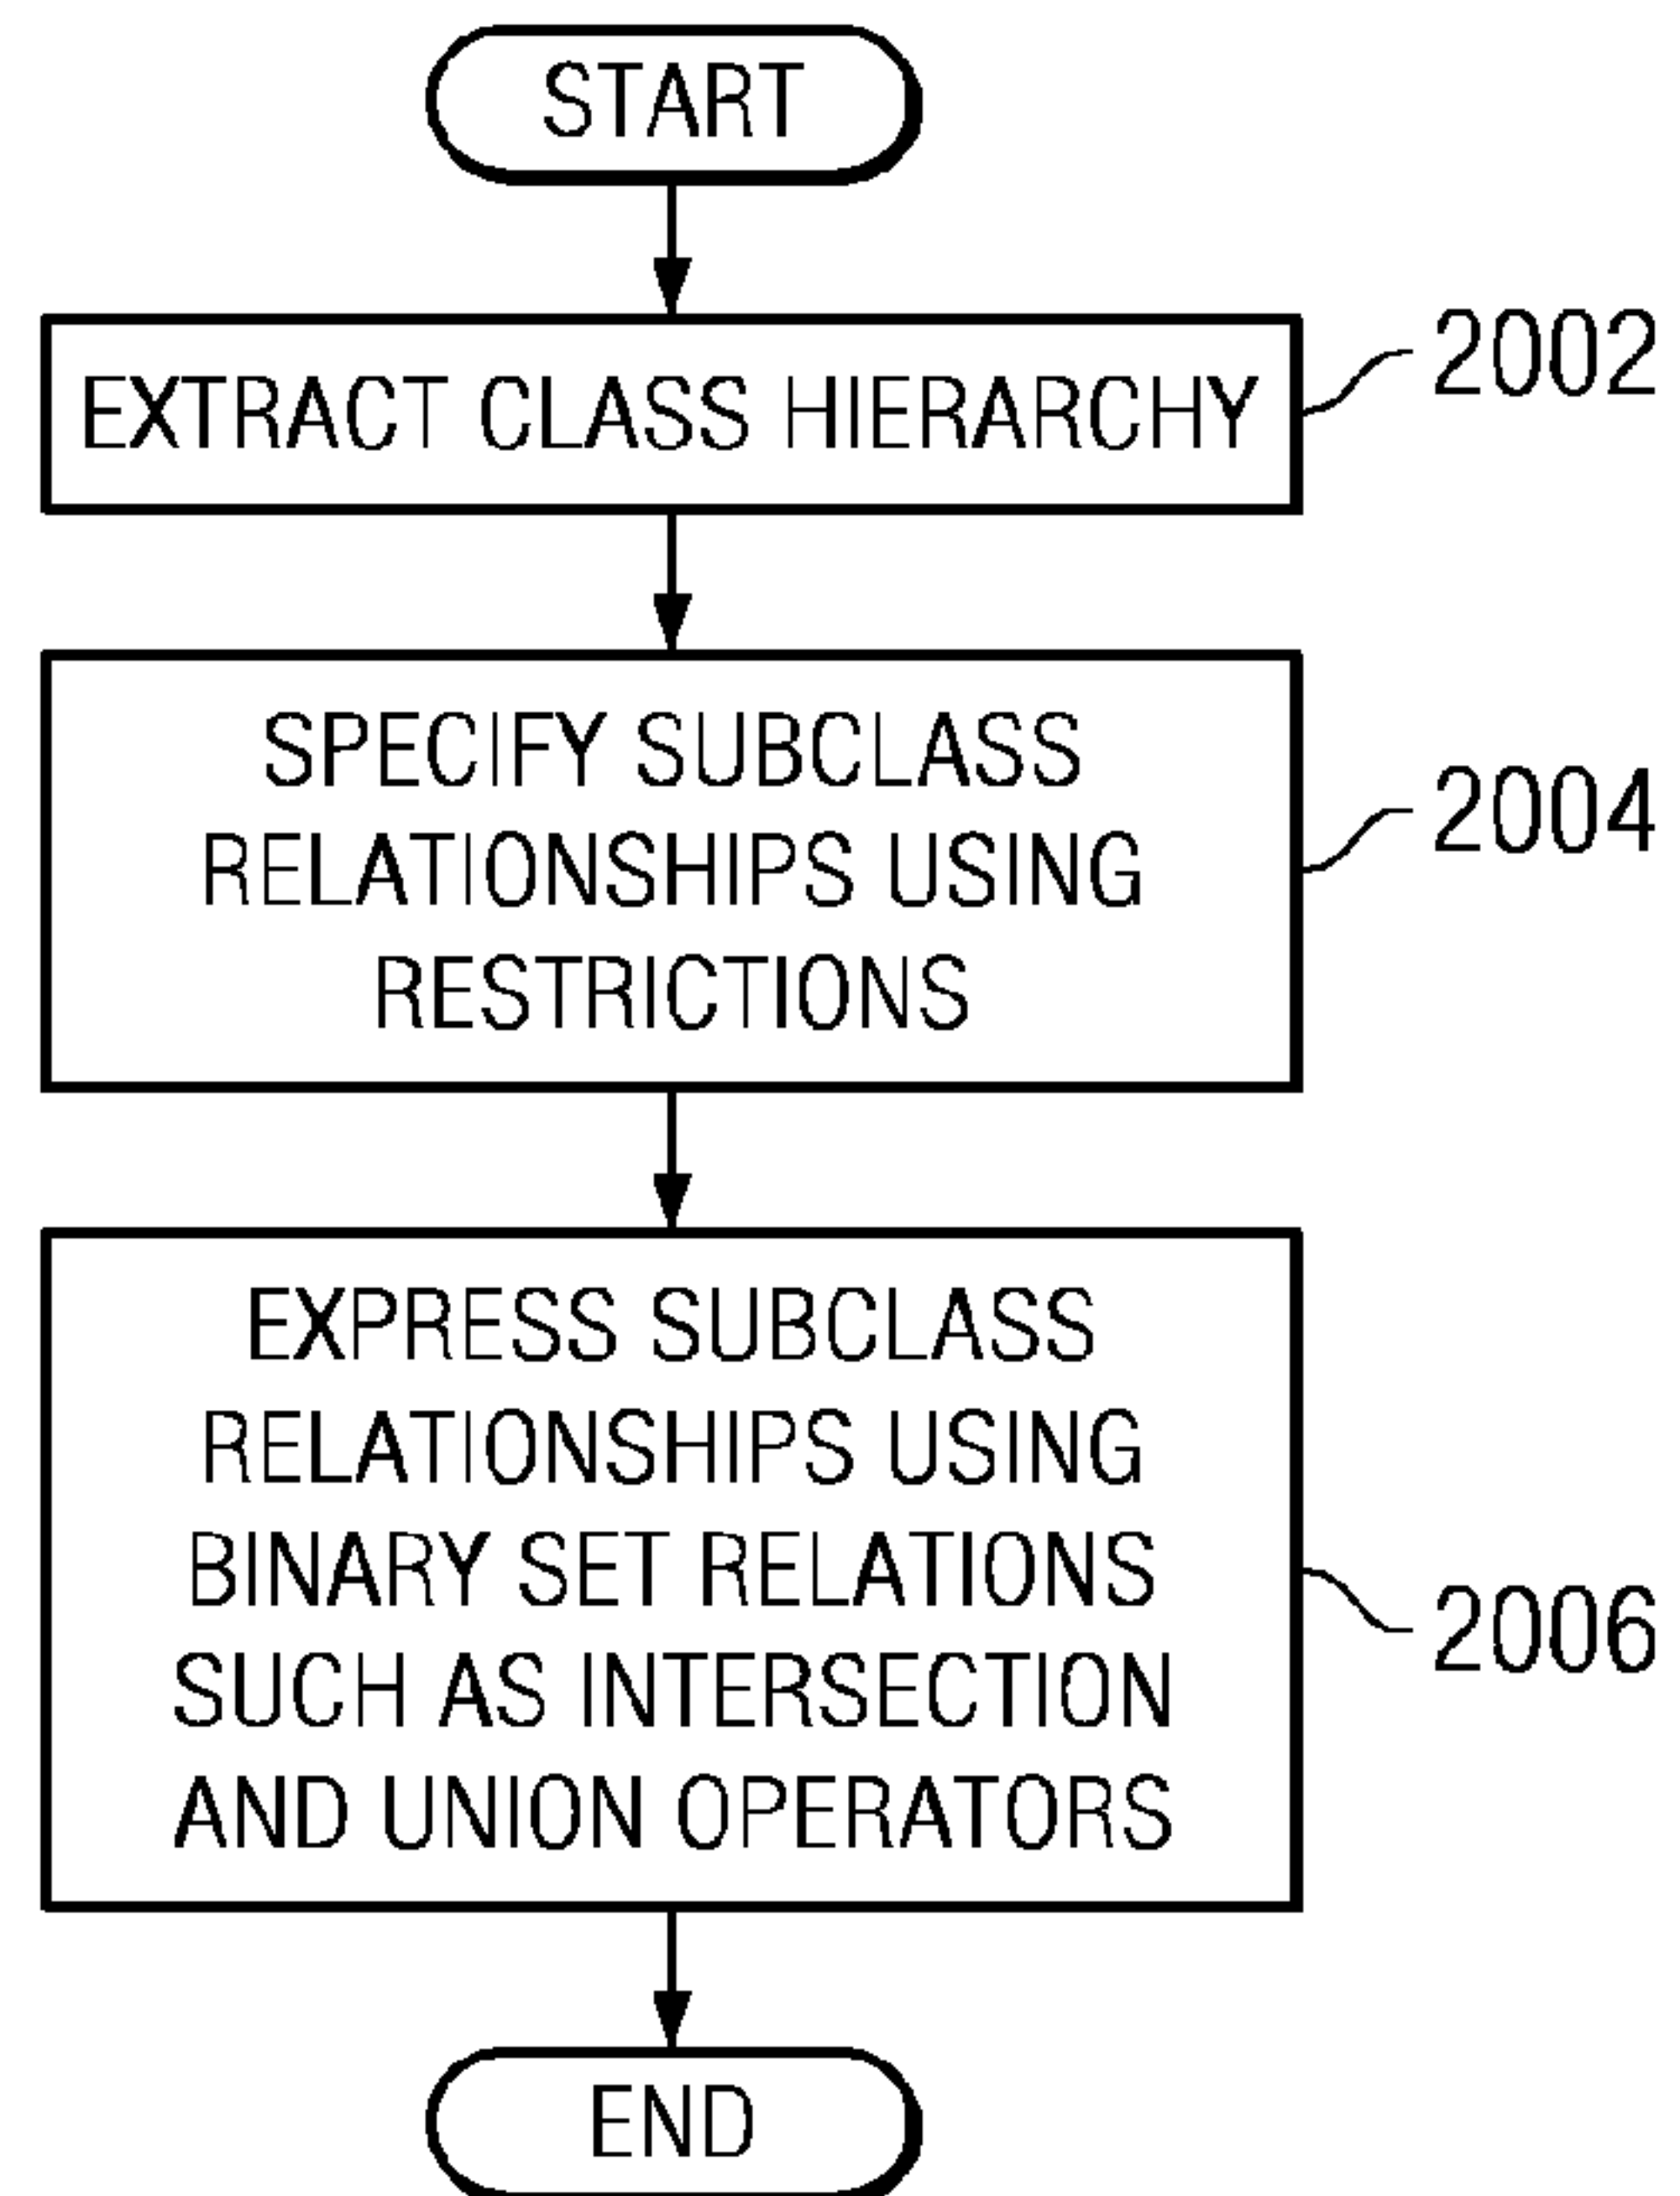 START
EXTRACT CLASS HIERARCHY
2002
SPECIFY SUBCLASS
RELATIONSHIPS USING
RESTRICTIONS
2004
EXPRESS SUBCLASS
RELATIONSHIPS USING
BINARY SET RELATIONS
SUCH AS INTERSECTION
AND UNION OPERATORS
2006
END